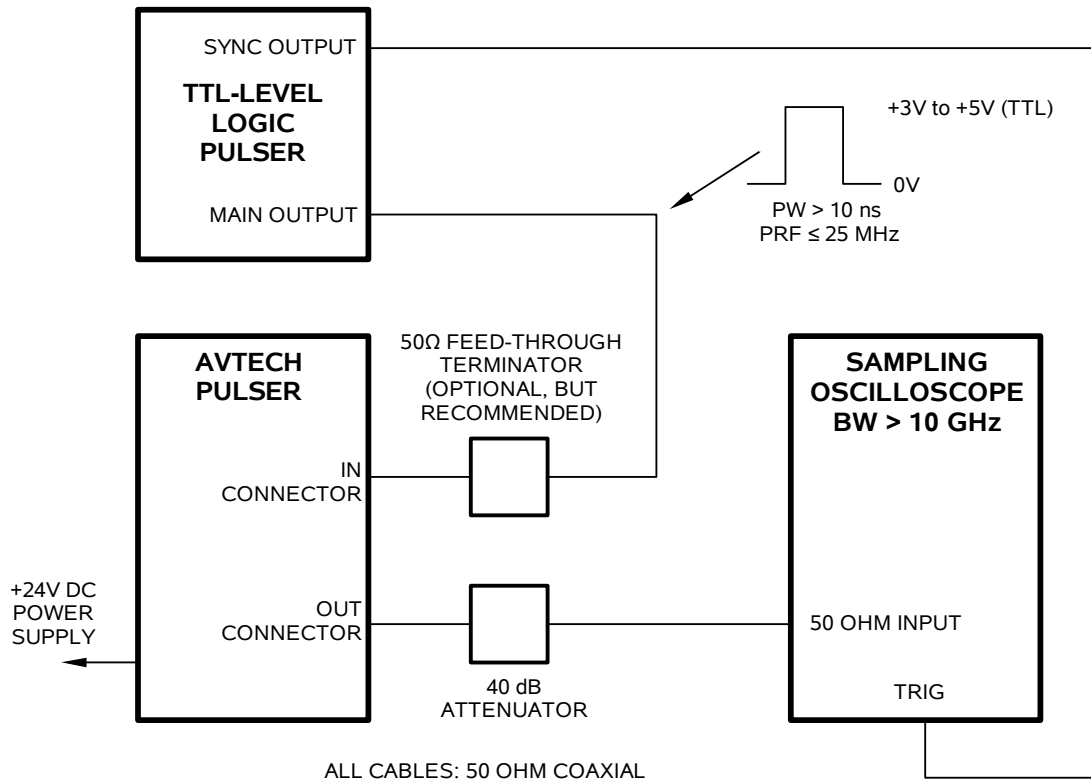 SYNC OUTPUT
TTL-LEVEL
LOGIC
PULSER
MAIN OUTPUT
+3V to +5V (TTL)
0V
PW > 10 ns
PRF ≤ 25 MHz
AVTECH
PULSER
IN
CONNECTOR
OUT
CONNECTOR
50Ω FEED-THROUGH
TERMINATOR
(OPTIONAL, BUT
RECOMMENDED)
SAMPLING
OSCILLOSCOPE
BW > 10 GHz
50 OHM INPUT
TRIG
+24V DC
POWER
SUPPLY
40 dB
ATTENUATOR
ALL CABLES: 50 OHM COAXIAL